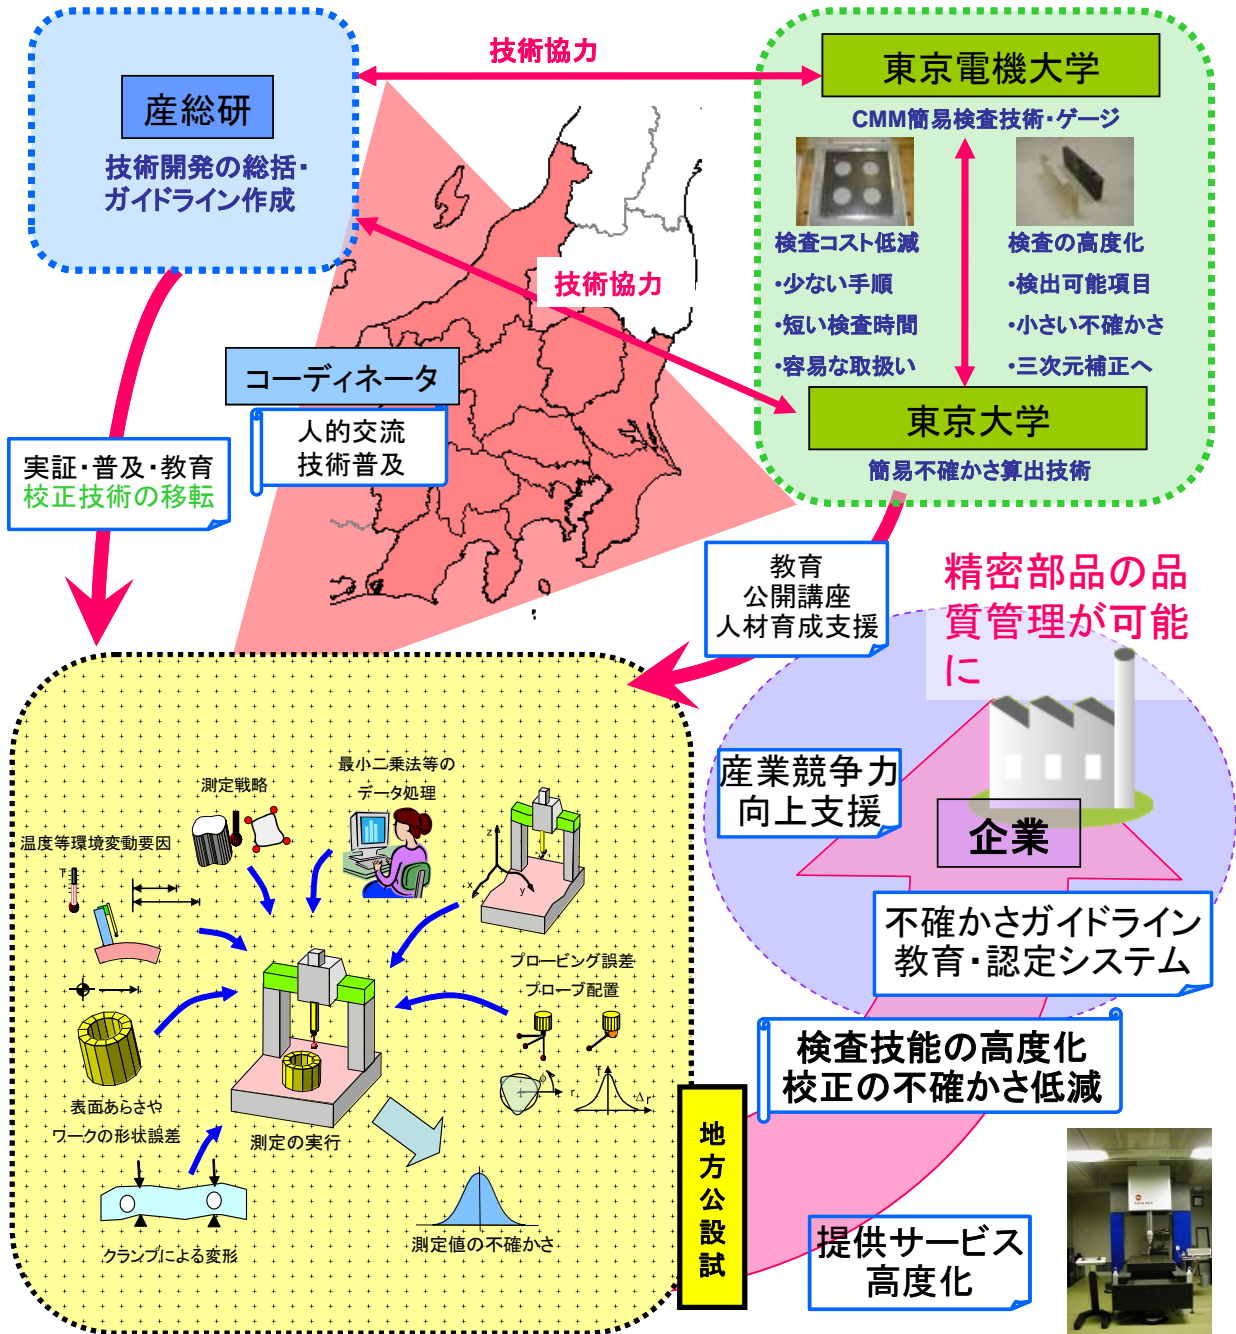 技術協力
産総研
技術開発の総括・
ガイドライン作成
東京電機大学
CMM簡易検査技術・ゲージ
検査コスト低減
・少ない手順
・短い検査時間
・容易な取扱い
検査の高度化
・検出可能項目
・小さい不確かさ
・三次元補正へ
東京大学
簡易不確かさ算出技術
技術協力
コーディネータ
人的交流
技術普及
実証・普及・教育
校正技術の移転
教育
公開講座
人材育成支援
精密部品の品
質管理が可能
に
産業競争力
向上支援
企業
不確かさガイドライン
教育・認定システム
検査技能の高度化
校正の不確かさ低減
提供サービス
高度化
地方公設試
測定戦略
最小二乗法等の
データ処理
温度等環境変動要因
T
z
x
y
プロービング誤差
プローブ配置
φ
r
f
Δr
表面あらさや
ワークの形状誤差
測定の実行
クランプによる変形
測定値の不確かさ